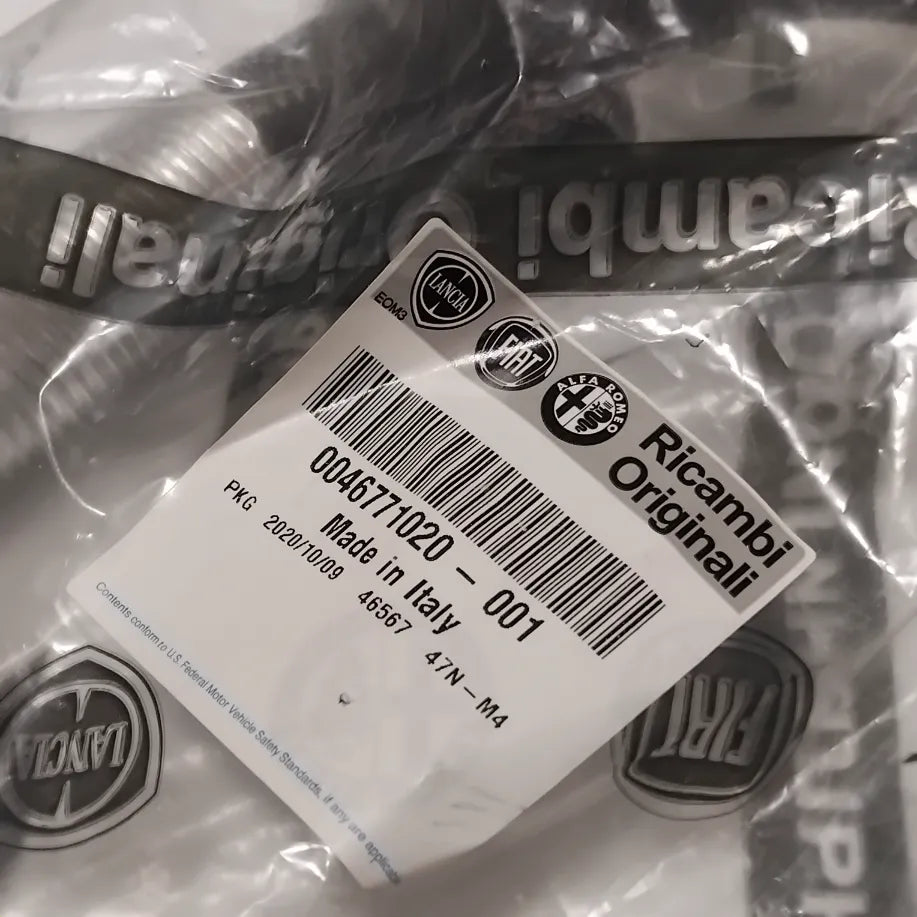 Ricambi Originali
EOM3
LANCIA
FIAT
ALFA ROMEO
Ricambi
Originali
0046771020 - 001
Made in Italy
PKG 2020/10/09 46567 47N-M4
Contents conform to U.S. Federal Motor Vehicle Safety Standards, if any are
LANCIA
FIAT